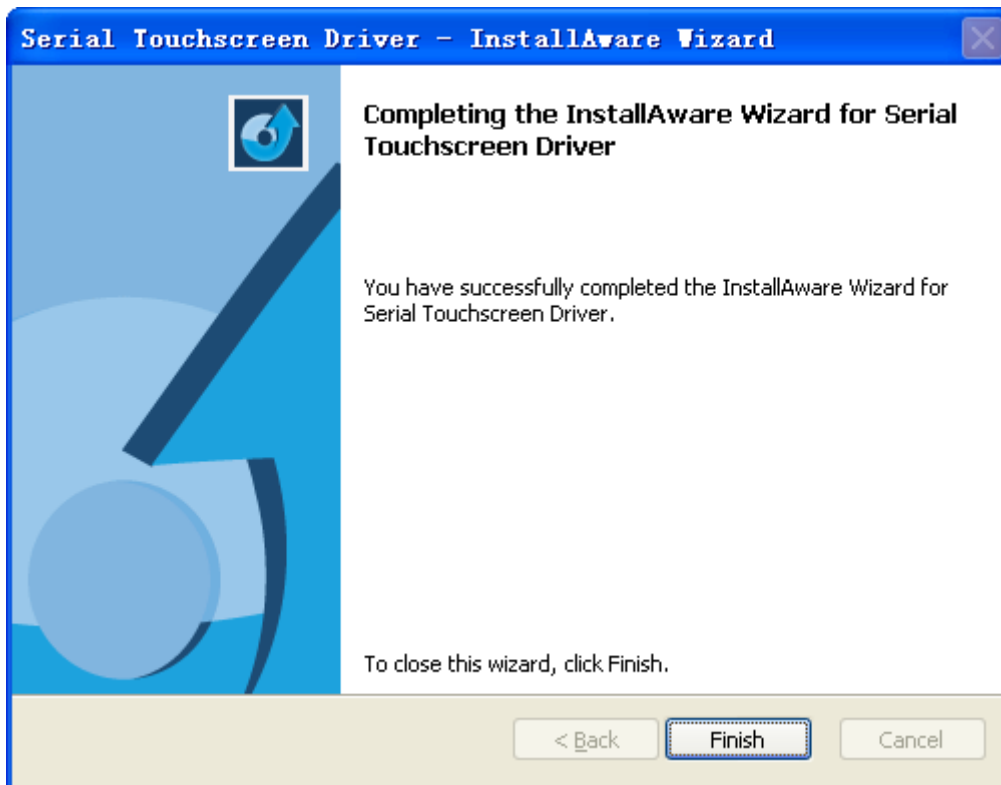 Serial Touchscreen Driver - InstallAware Wizard
Completing the InstallAware Wizard for Serial
Touchscreen Driver
You have successfully completed the InstallAware Wizard for
Serial Touchscreen Driver.
To close this wizard, click Finish.
< Back
Finish
Cancel